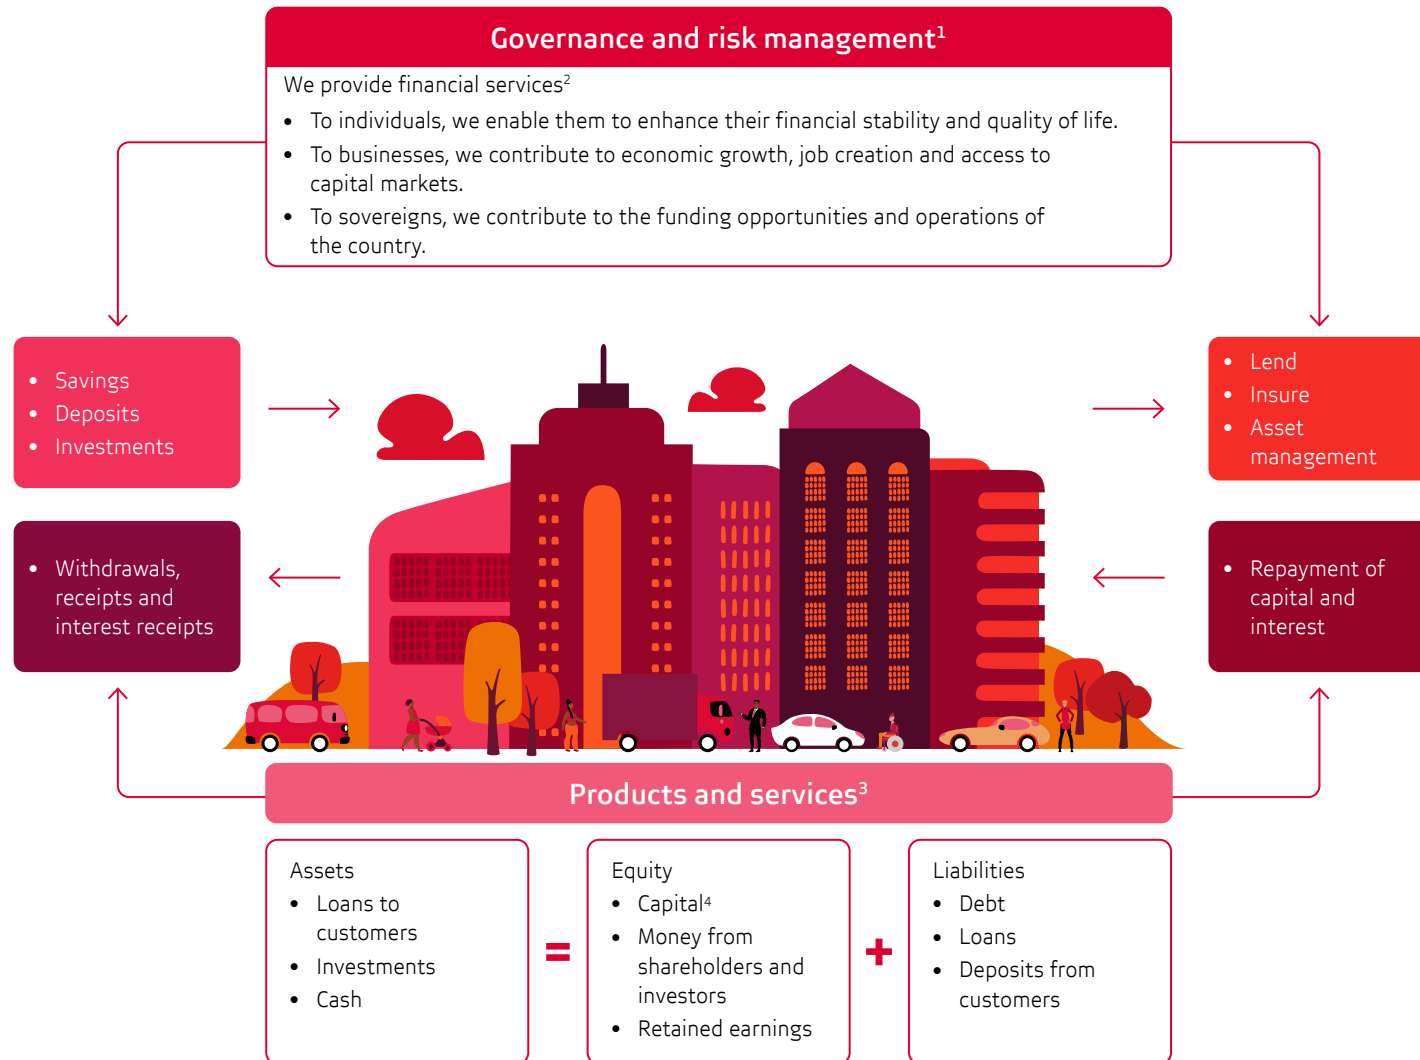 Governance and risk management¹
We provide financial services²
• To individuals, we enable them to enhance their financial stability and quality of life.
• To businesses, we contribute to economic growth, job creation and access to
capital markets.
• To sovereigns, we contribute to the funding opportunities and operations of
the country.
• Savings
• Deposits
• Investments
• Lend
• Insure
• Asset
management
• Withdrawals,
receipts and
interest receipts
• Repayment of
capital and
interest
Products and services³
Assets
• Loans to
customers
• Investments
• Cash
=
Equity
• Capital⁴
• Money from
shareholders and
investors
• Retained earnings
+
Liabilities
• Debt
• Loans
• Deposits from
customers